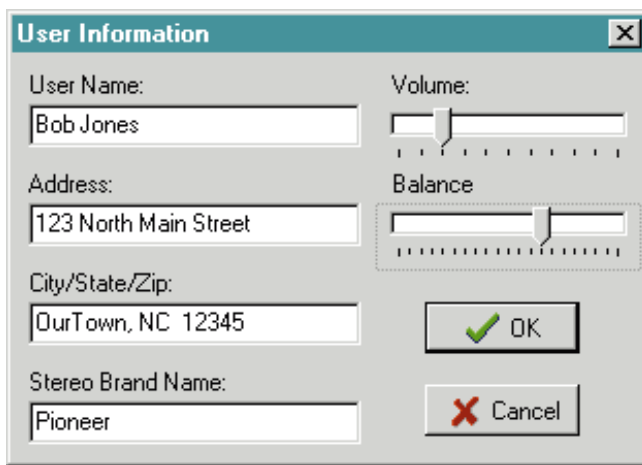 User Information
User Name:
Bob Jones
Address:
123 North Main Street
City/State/Zip:
OurTown, NC  12345
Stereo Brand Name:
Pioneer
Volume:
Balance
OK
Cancel